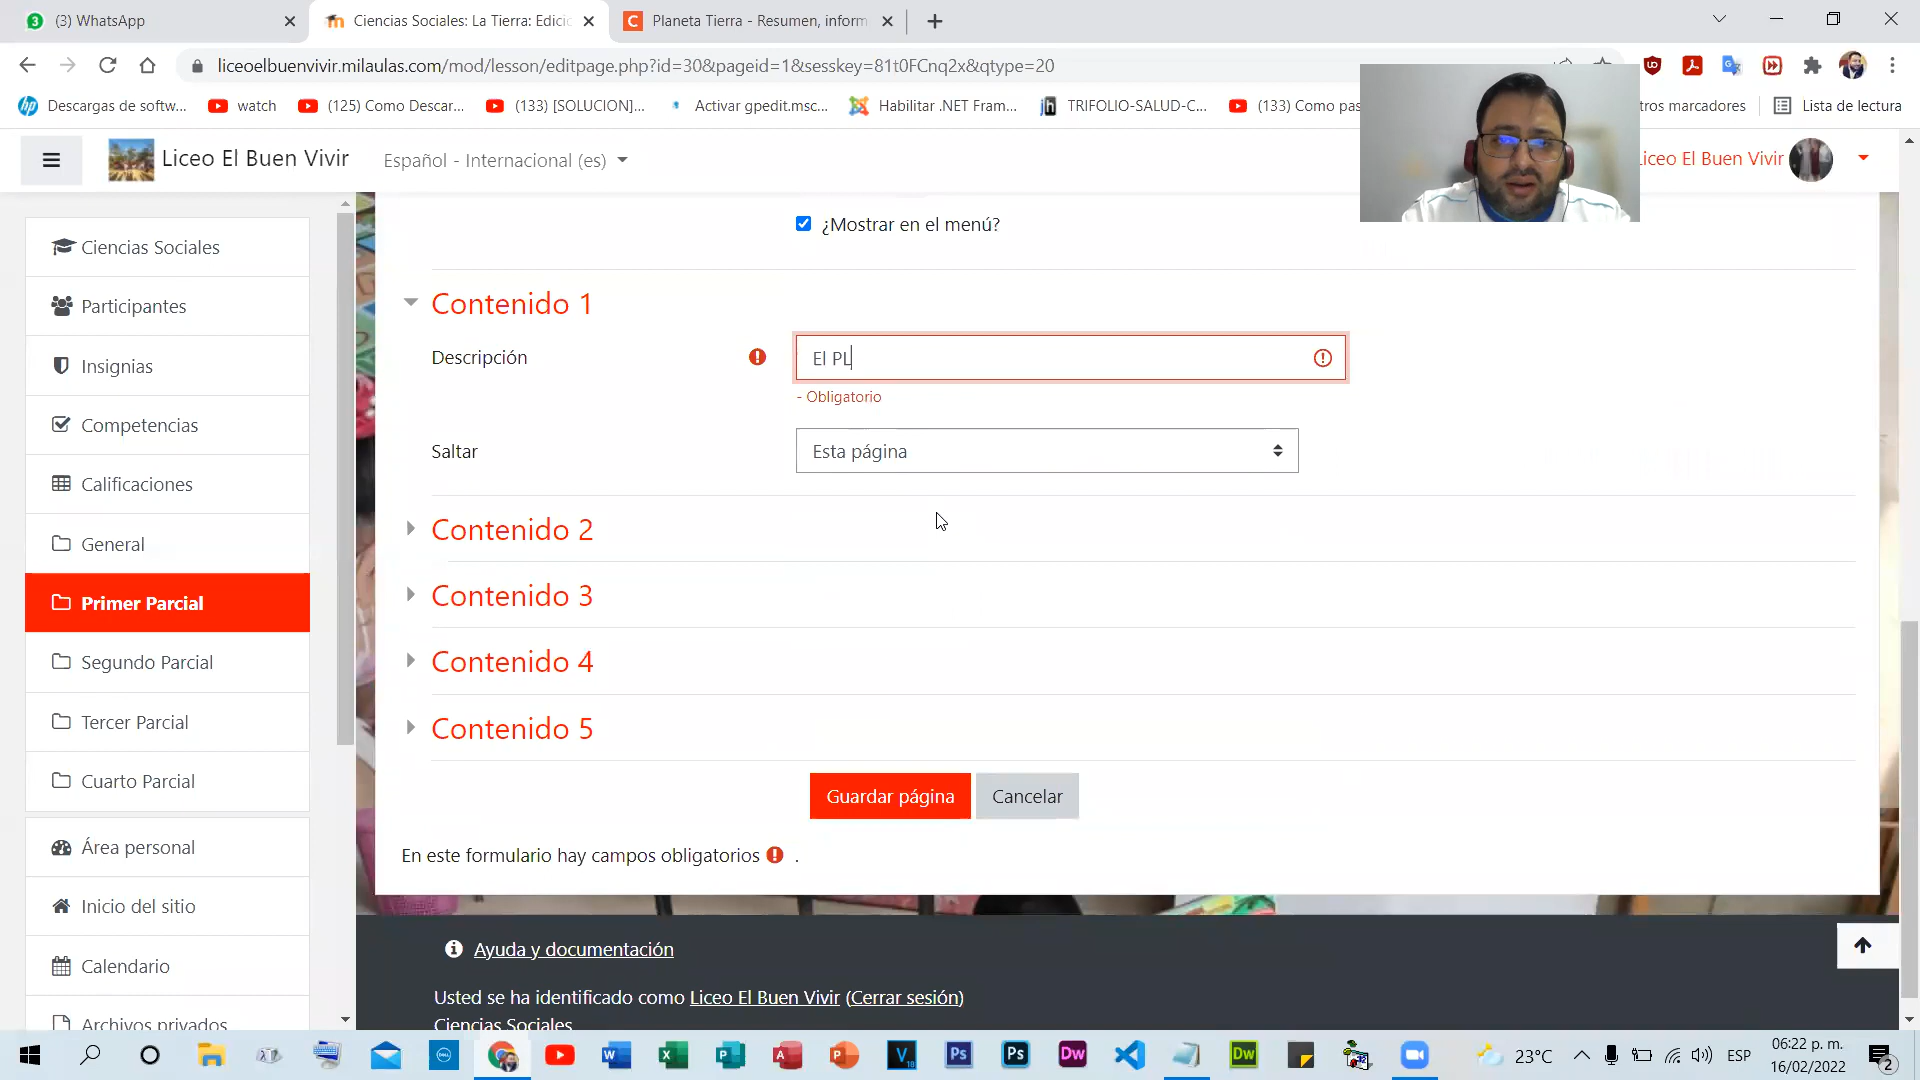 (3) WhatsApp
Ciencias Sociales: La Tierra: Edicio
Planeta Tierra - Resumen, inform
liceoelbuenvivir.milaulas.com/mod/lesson/editpage.php?id=30&pageid=1&sesskey=81t0FCnq2x&qtype=20
Descargas de softw...
watch
(125) Como Descar...
(133) [SOLUCION]...
Activar gpedit.msc...
Habilitar .NET Fram...
TRIFOLIO-SALUD-C...
(133) Como pas
tros marcadores
Lista de lectura
Liceo El Buen Vivir
Español - Internacional (es)
Liceo El Buen Vivir
Ciencias Sociales
Participantes
Insignias
Competencias
Calificaciones
General
Primer Parcial
Segundo Parcial
Tercer Parcial
Cuarto Parcial
Área personal
Inicio del sitio
Calendario
Archivos privados
¿Mostrar en el menú?
Contenido 1
Descripción
El PL
- Obligatorio
Saltar
Esta página
Contenido 2
Contenido 3
Contenido 4
Contenido 5
Guardar página
Cancelar
En este formulario hay campos obligatorios .
Ayuda y documentación
Usted se ha identificado como Liceo El Buen Vivir (Cerrar sesión)
Ciencias Sociales
23°C
ESP
06:22 p. m.
16/02/2022
2